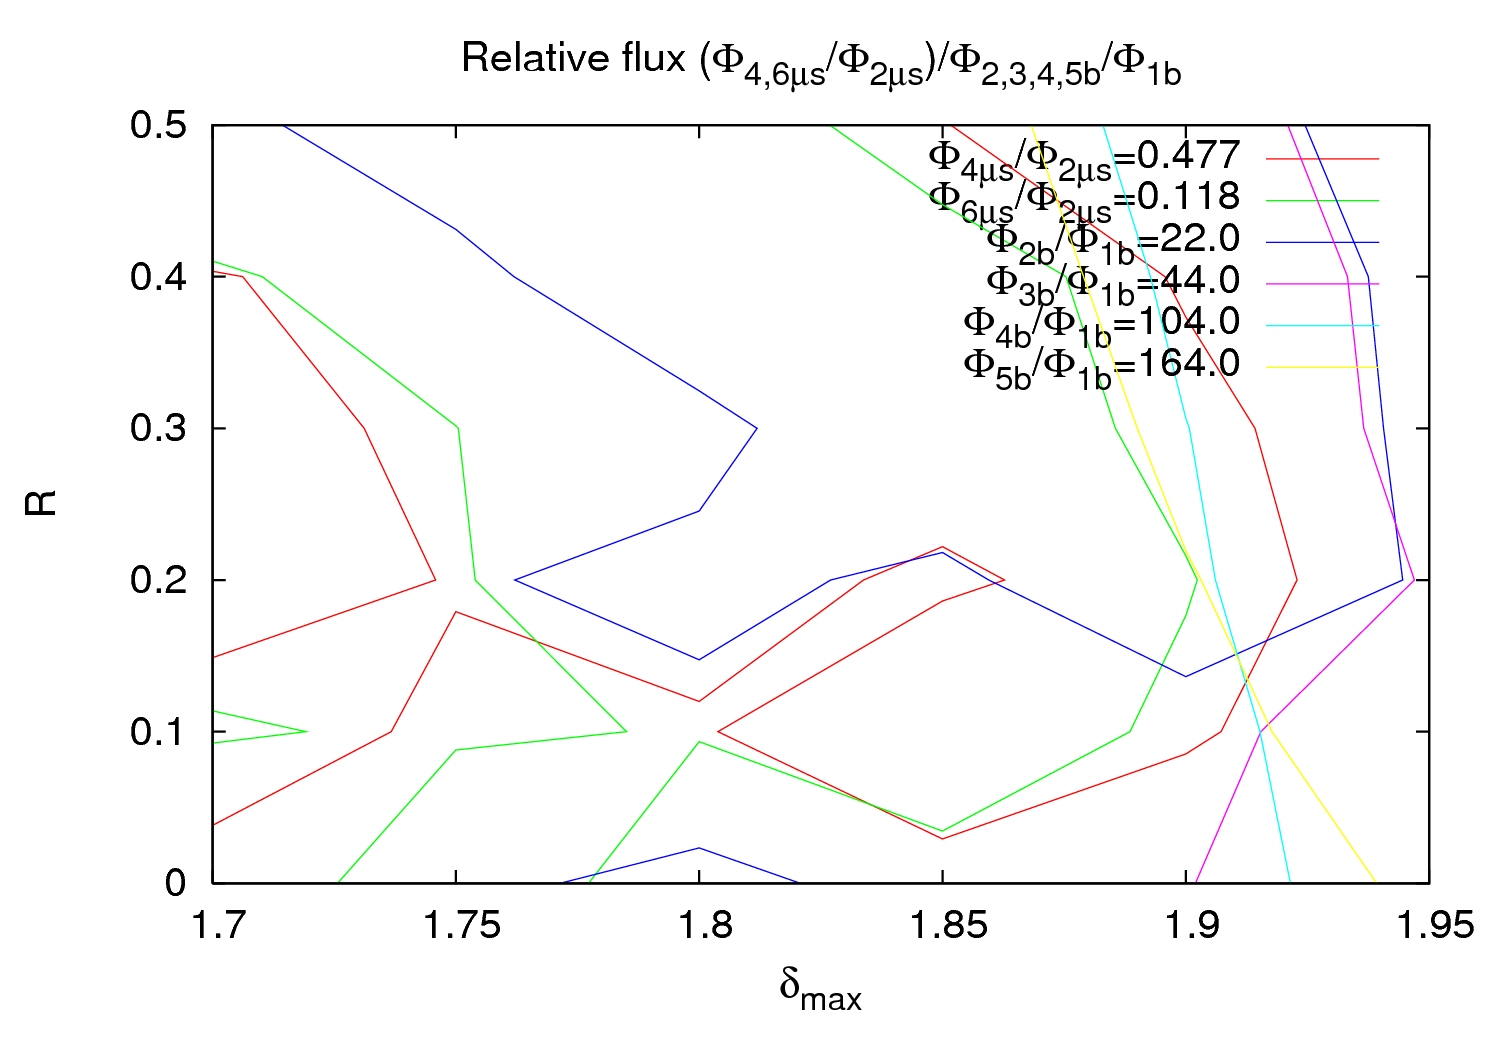 Relative flux (Φ4,6μs/Φ2μs)/Φ2,3,4,5b/Φ1b
0.5
Φ4μs/Φ2μs=0.477
Φ6μs/Φ2μs=0.118
Φ2b/Φ1b=22.0
0.4
Φ3b/Φ1b=44.0
Φ4b/Φ1b=104.0
Φ5b/Φ1b=164.0
0.3
R
0.2
0.1
0
1.7 1.75 1.8 1.85 1.9 1.95
δmax